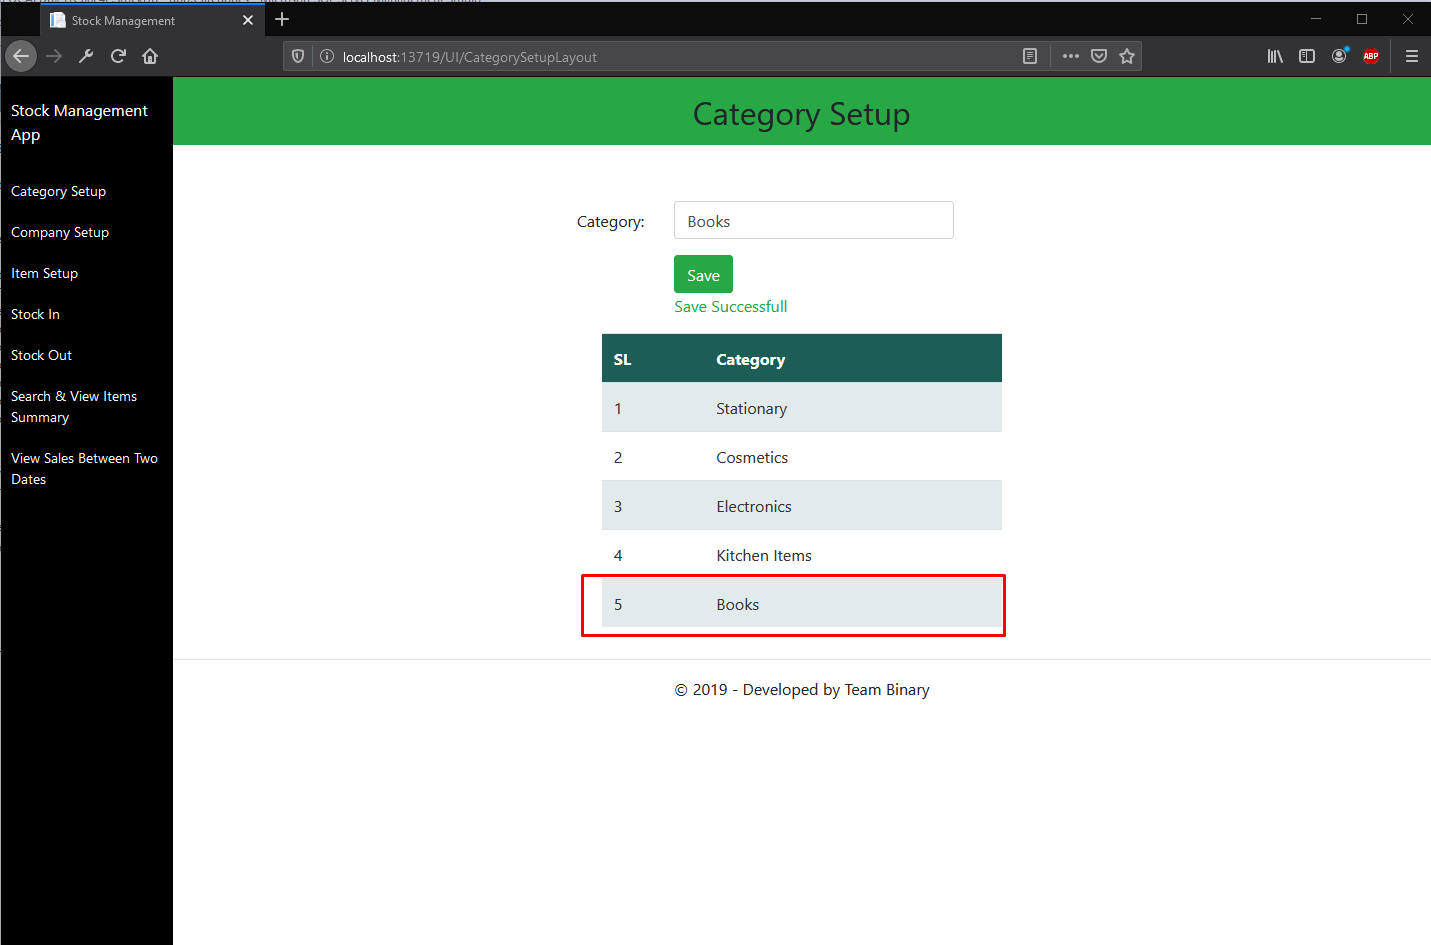 Stock Management
localhost:13719/UI/CategorySetupLayout
ABP
Stock Management
App
Category Setup
Company Setup
Item Setup
Stock In
Stock Out
Search & View Items
Summary
View Sales Between Two
Dates
Category Setup
Category:
Books
Save
Save Successfull
SL Category
1 Stationary
2 Cosmetics
3 Electronics
4 Kitchen Items
5 Books
© 2019 - Developed by Team Binary